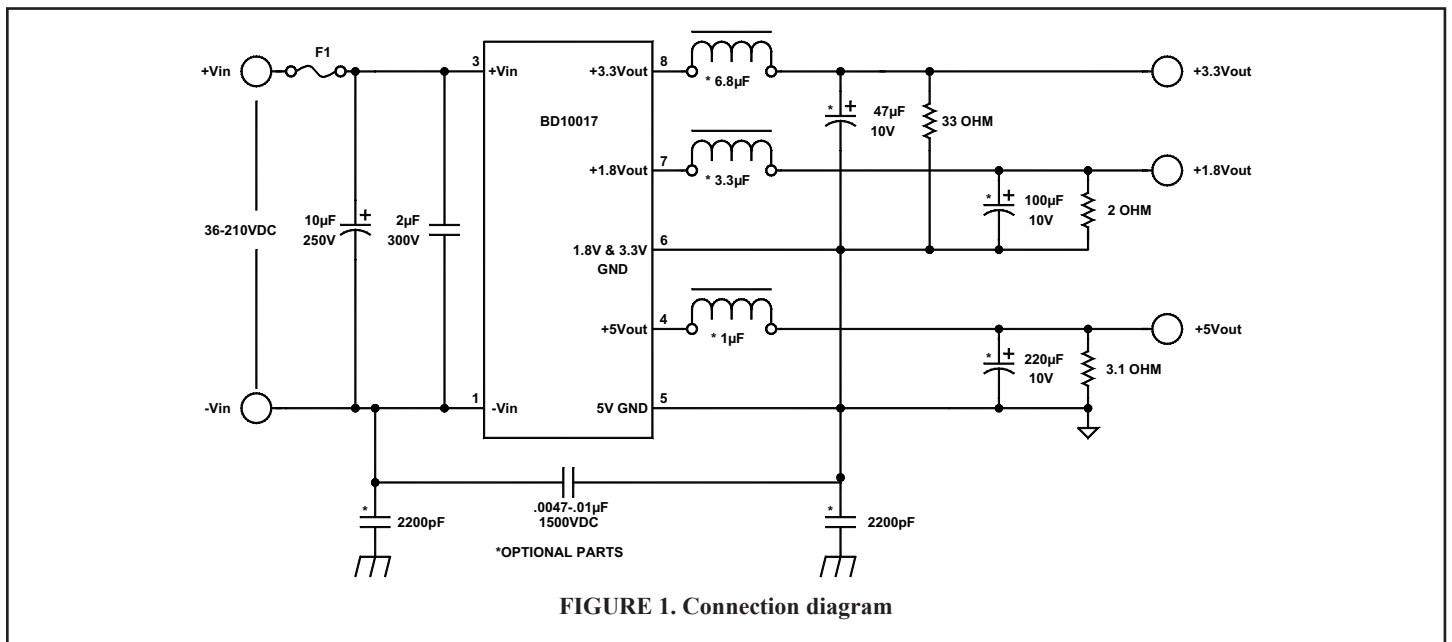 F1
+Vin
36-210VDC
-Vin
10µF
250V
2µF
300V
3
+Vin
BD10017
1
-Vin
+3.3Vout
8
* 6.8µF
+1.8Vout
7
* 3.3µF
1.8V & 3.3V
GND
6
+5Vout
4
* 1µF
5V GND
5
*
+
47µF
10V
33 OHM
+3.3Vout
*
+
100µF
10V
2 OHM
+1.8Vout
*
+
220µF
10V
3.1 OHM
+5Vout
+
*
2200pF
.0047-.01µF
1500VDC
*OPTIONAL PARTS
*
2200pF
FIGURE 1. Connection diagram